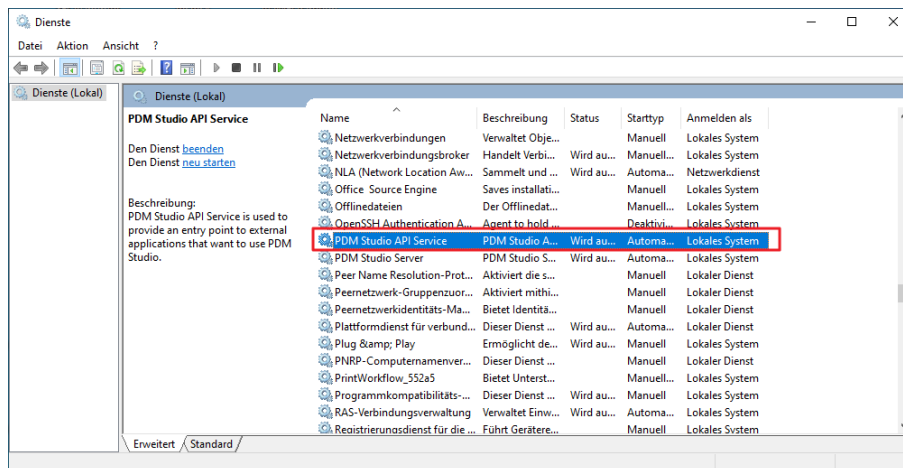 Dienste
Datei Aktion Ansicht ?
Dienste (Lokal)
Dienste (Lokal)
PDM Studio API Service
Den Dienst beenden
Den Dienst neu starten
Beschreibung:
PDM Studio API Service is used to
provide an entry point to external
applications that want to use PDM
Studio.
Name Beschreibung Status Starttyp Anmelden als
Netzwerkverbindungen Verwaltet Obje... Manuell Lokales System
Netzwerkverbindungsbroker Handelt Verbi... Wird au... Manuell... Lokales System
NLA (Network Location Aw... Sammelt und ... Wird au... Automa... Netzwerkdienst
Office Source Engine Saves installati... Manuell Lokales System
Offlinedateien Der Offlinedat... Manuell... Lokales System
OpenSSH Authentication A... Agent to hold ... Deaktivi... Lokales System
PDM Studio API Service PDM Studio A... Wird au... Automa... Lokales System
PDM Studio Server PDM Studio S... Wird au... Automa... Lokales System
Peer Name Resolution-Prot... Aktiviert die s... Manuell Lokaler Dienst
Peernetzwerk-Gruppenzuor... Aktiviert mithi... Manuell Lokaler Dienst
Peernetzwerkidentitäts-Ma... Bietet Identitä... Manuell Lokaler Dienst
Plattformdienst für verbund... Dieser Dienst ... Wird au... Automa... Lokaler Dienst
Plug &amp; Play Ermöglicht de... Wird au... Manuell Lokales System
PNRP-Computernamenver... Dieser Dienst ... Manuell Lokaler Dienst
PrintWorkflow_552a5 Bietet Unterst... Manuell... Lokales System
Programmkompatibilitäts-... Dieser Dienst ... Wird au... Manuell Lokales System
RAS-Verbindungsverwaltung Verwaltet Einw... Wird au... Automa... Lokales System
Registrierungsdienst für die ... Führt Gerätere... Manuell Lokales System
Erweitert Standard